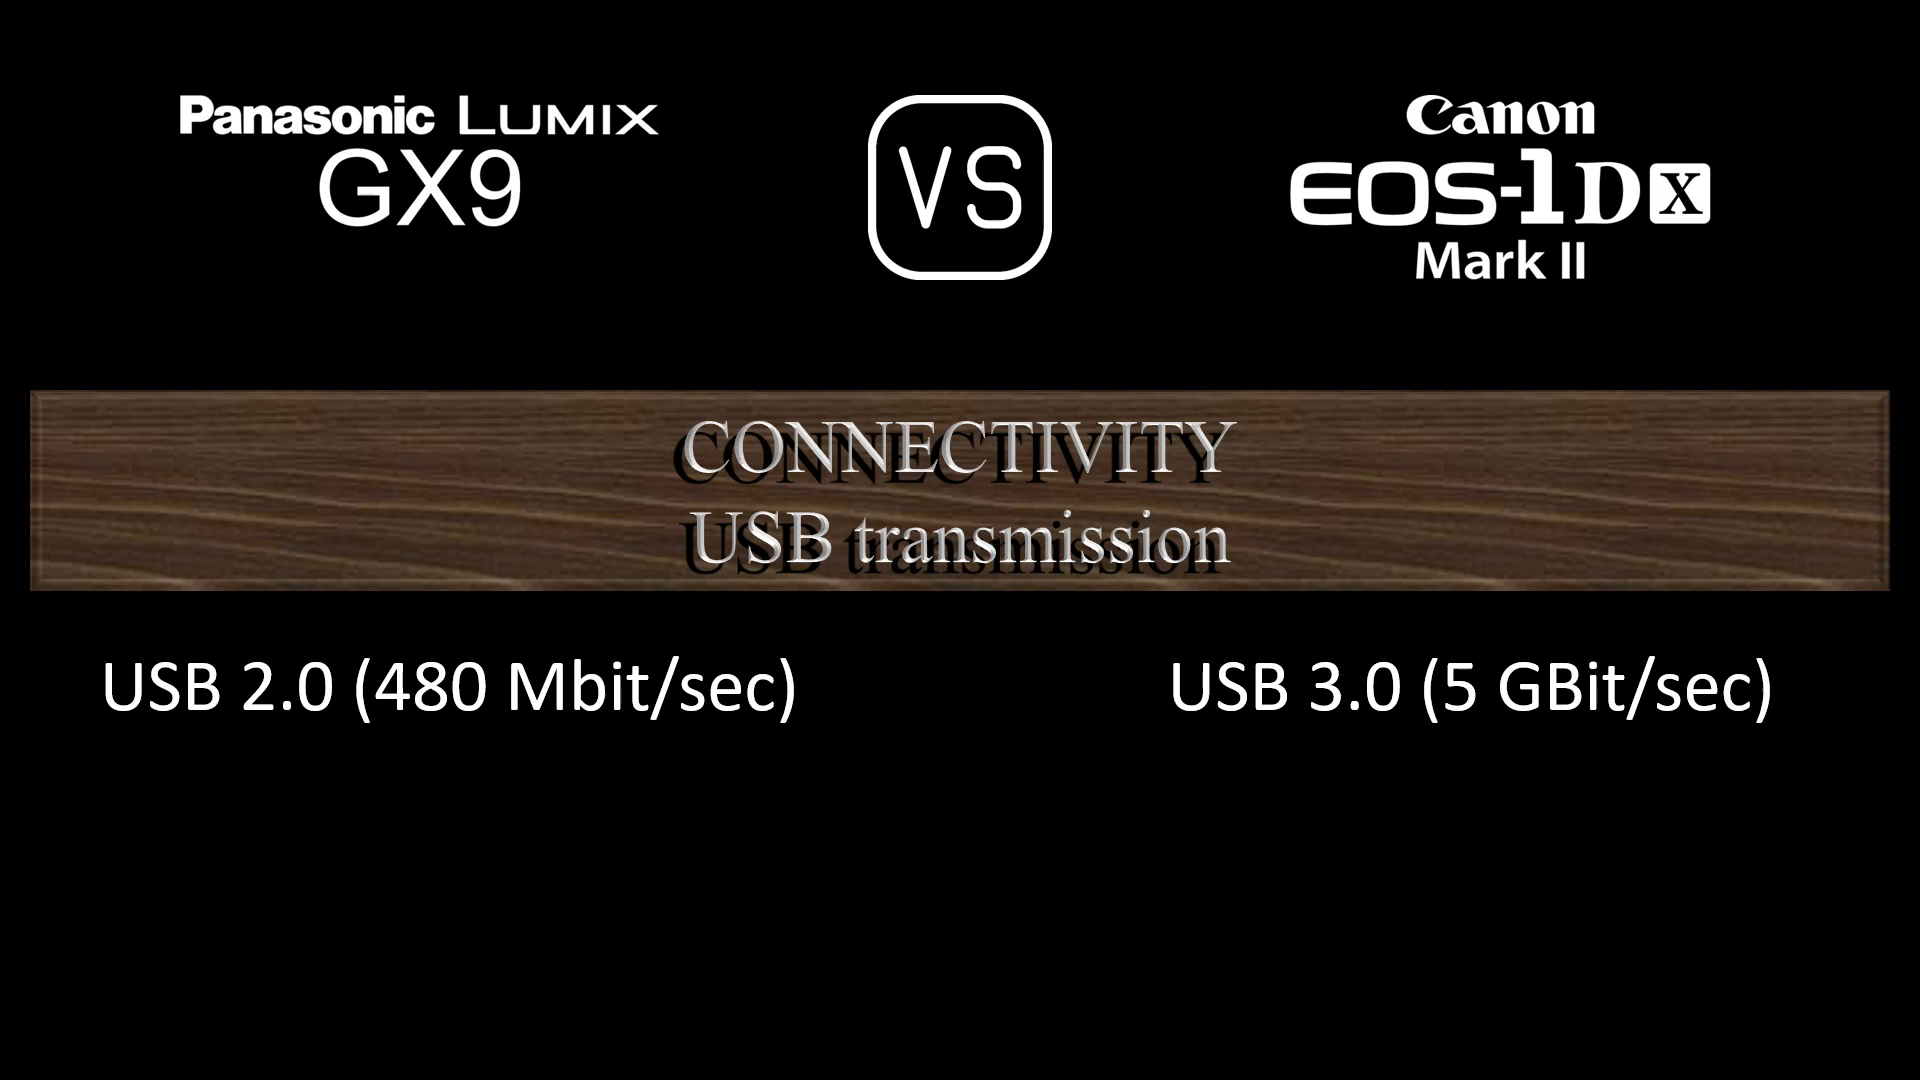 Panasonic LUMIX
GX9
VS
Canon
EOS-1D X
Mark II
CONNECTIVITY
USB transmission
USB 2.0 (480 Mbit/sec)
USB 3.0 (5 GBit/sec)